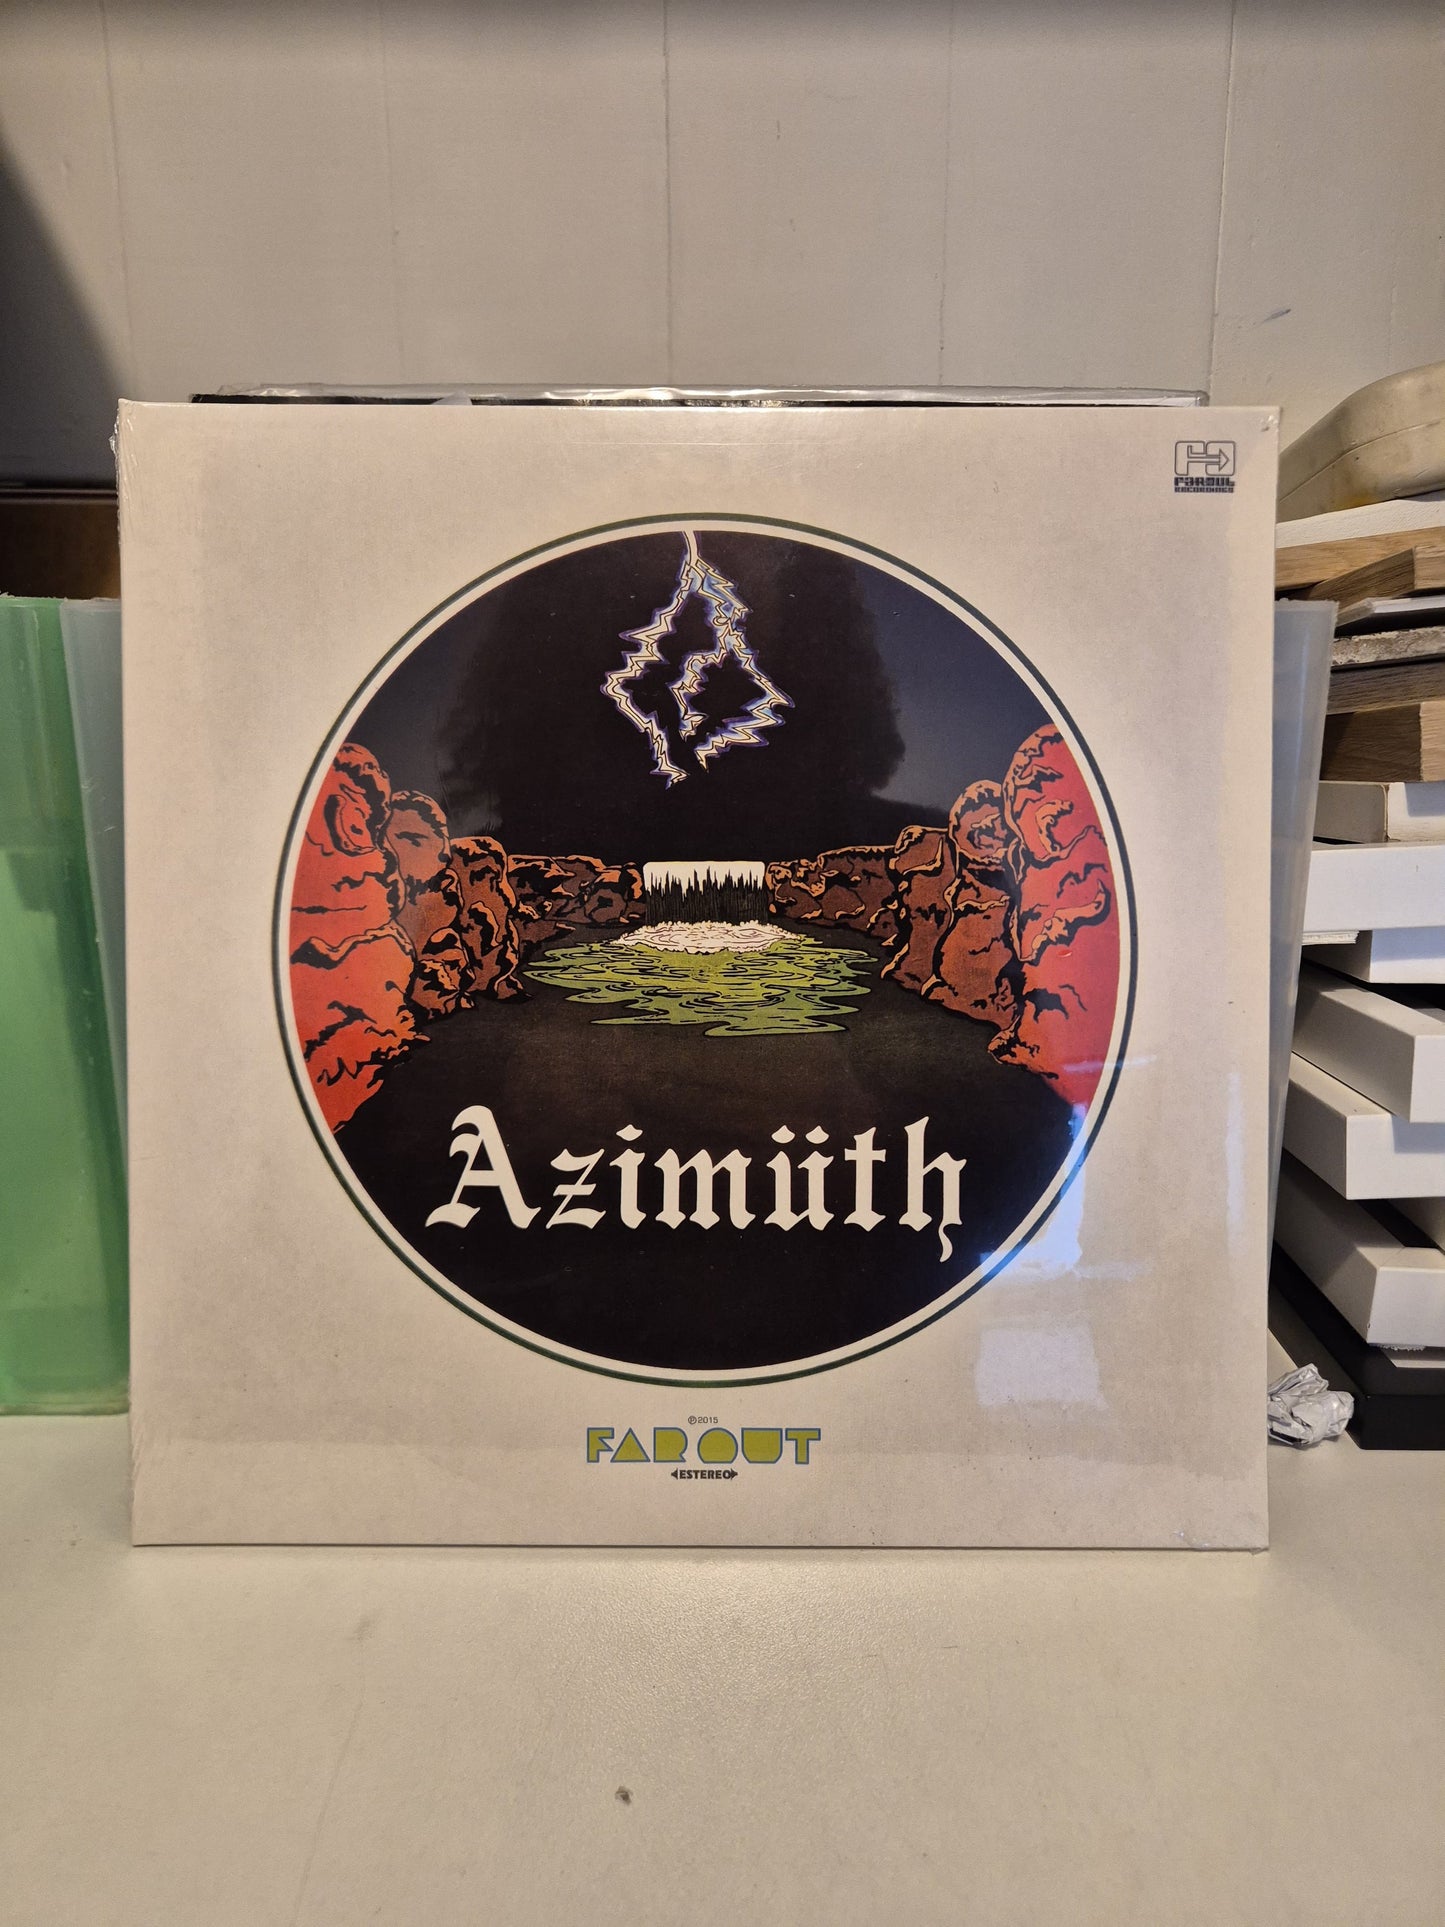 FAROUT
RECORDINGS
Azimüth
℗2015
FAR OUT
ESTEREO